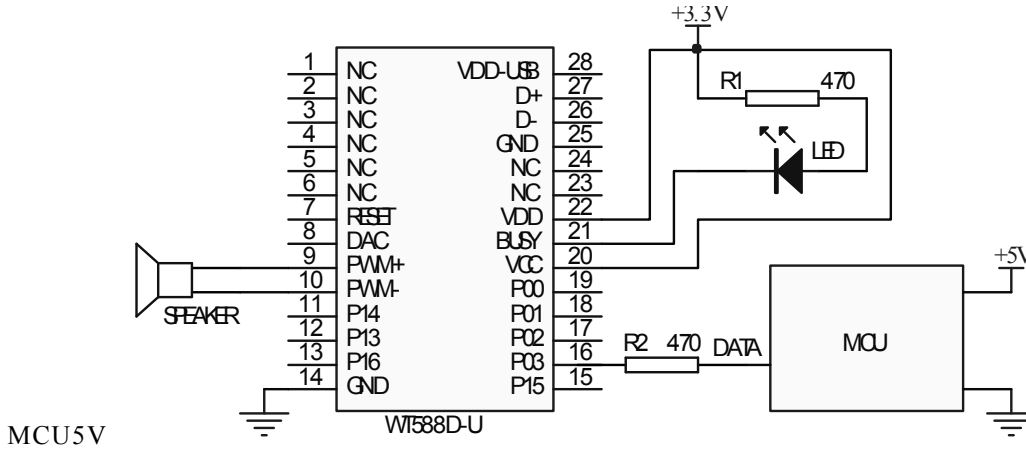 +3.3V
1 NC VDD-USB 28
2 NC D+ 27
3 NC D- 26
4 NC GND 25
5 NC NC 24
6 NC NC 23
7 RESET VDD 22
8 DAC BUSY 21
9 PWM+ VCC 20
10 PWM- P00 19
11 P14 P01 18
12 P13 P02 17
13 P16 P03 16
14 GND P15 15
WT588D-U
SPEAKER
R1 470
LED
R2 470 DATA
MCU
+5V
MCU5V